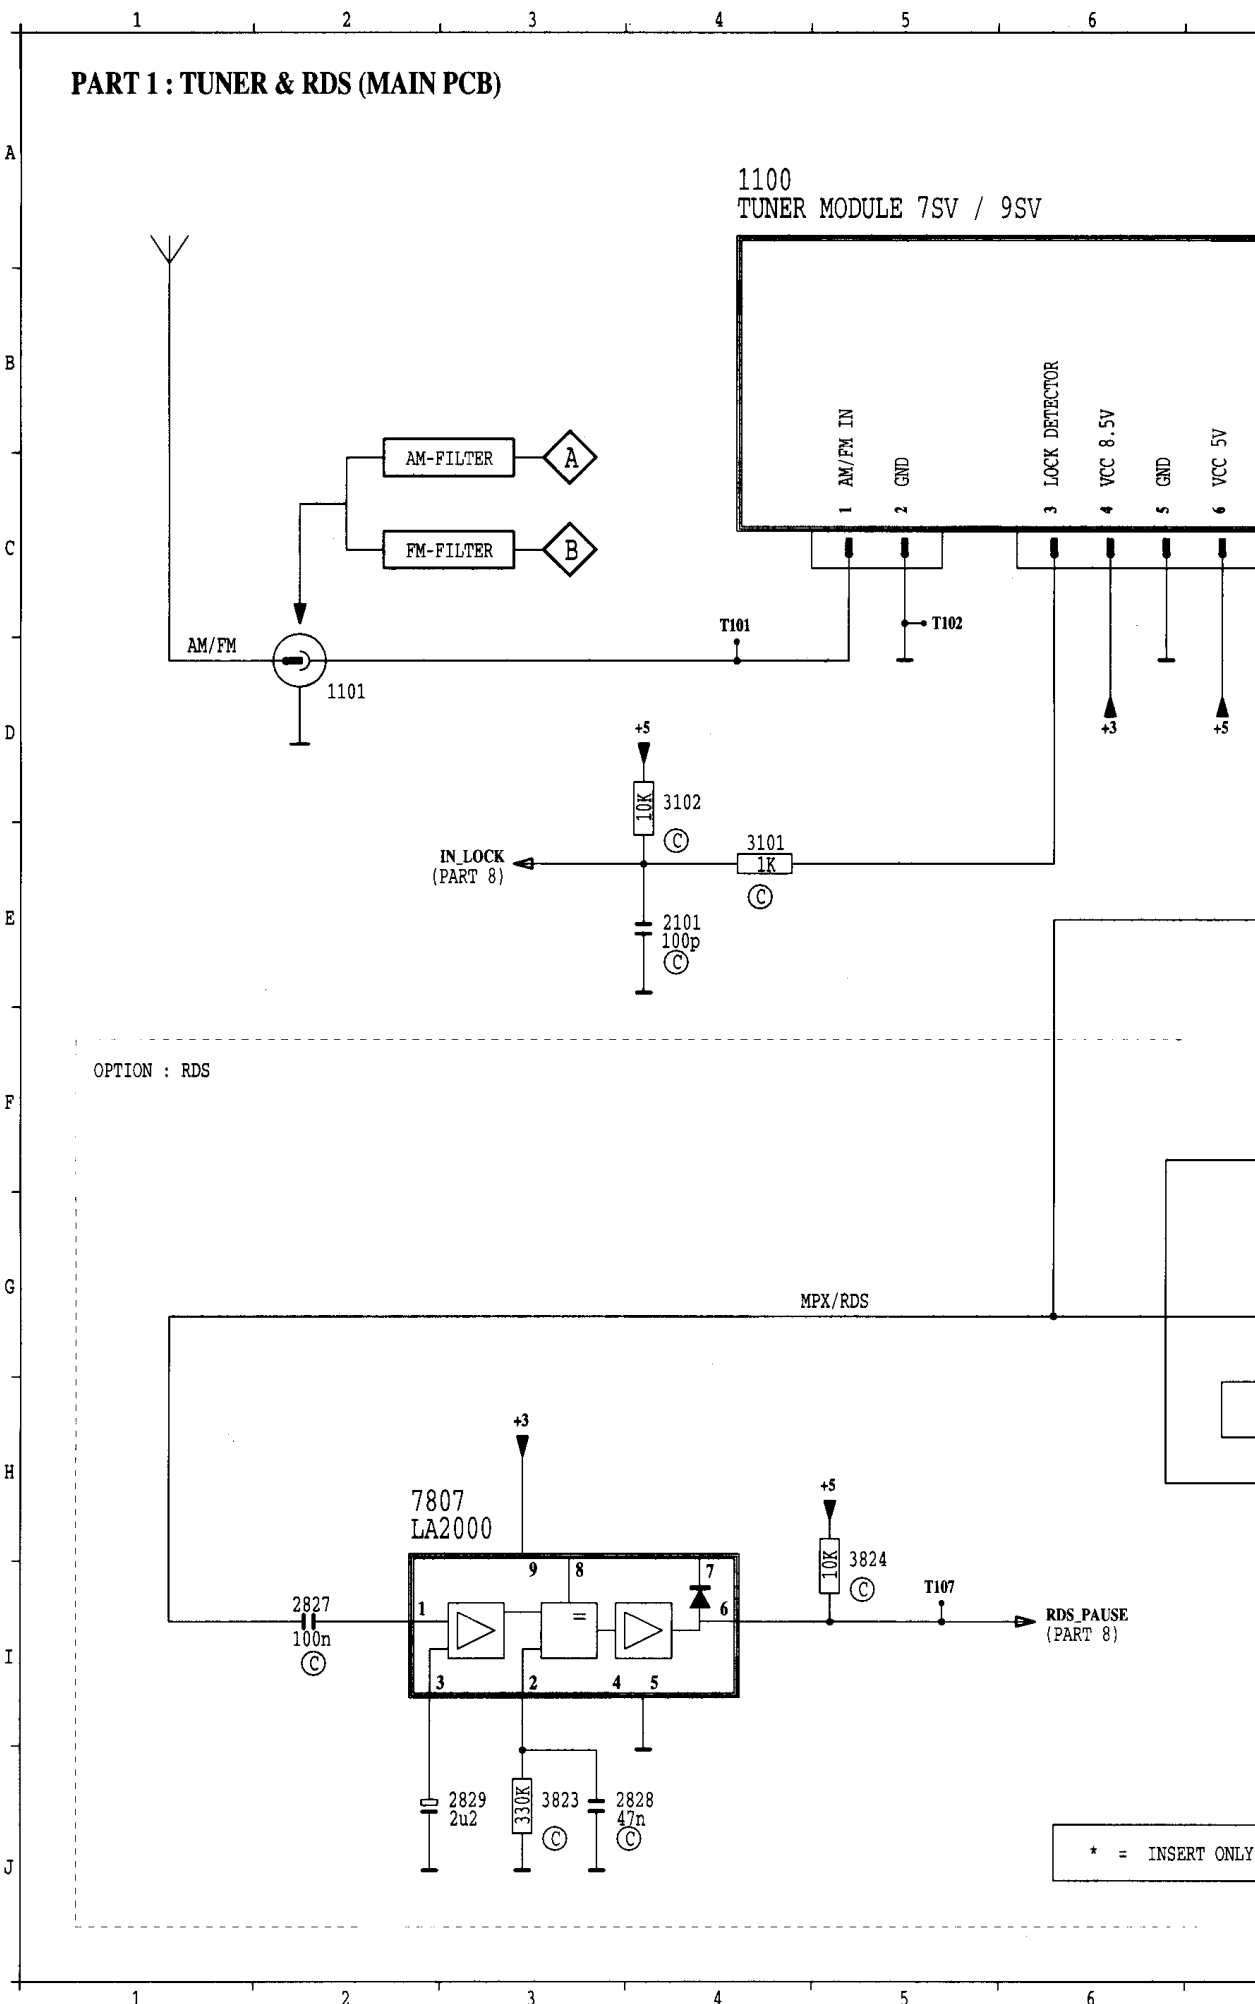 1 2 3 4 5 6
PART 1 : TUNER & RDS (MAIN PCB)
A
1100
TUNER MODULE 7SV / 9SV
B
AM/FM IN
GND
LOCK DETECTOR
VCC 8.5V
GND
VCC 5V
1 2 3 4 5 6
AM-FILTER A
FM-FILTER B
C
T101
T102
AM/FM
1101
D
+5
+3
+5
10K 3102
C
IN_LOCK
(PART 8)
3101
1K
C
E
2101
100p
C
OPTION : RDS
F
G
MPX/RDS
+3
H
7807
LA2000
+5
10K 3824
C
9 8 7
T107
2827
100n
C
1
6
RDS_PAUSE
(PART 8)
=
I
3 2 4 5
2829
2u2
330K 3823
C
2828
47n
C
J
* = INSERT ONLY
1 2 3 4 5 6